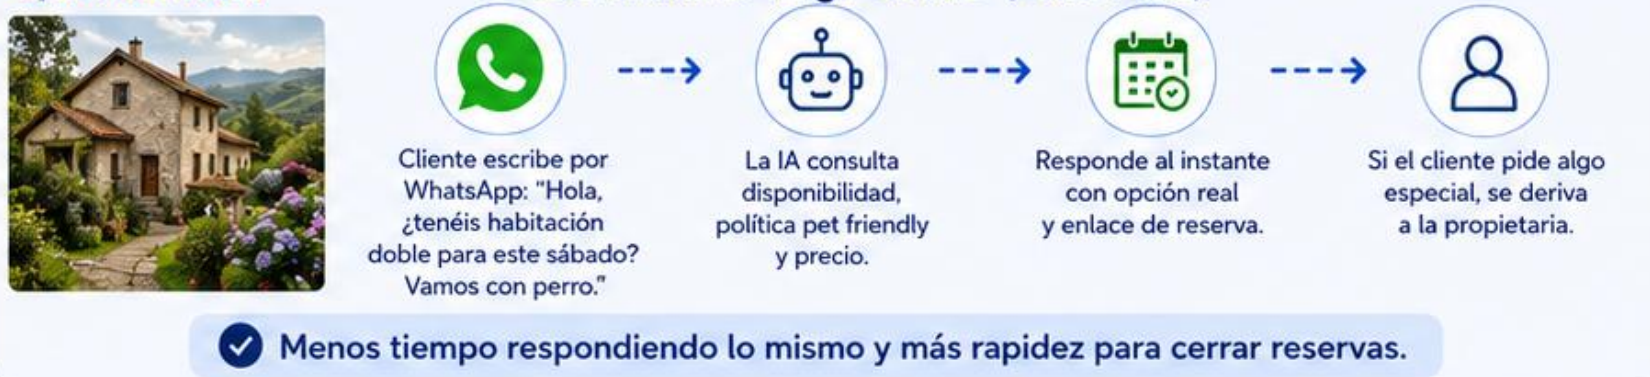 Cliente escribe por
WhatsApp: “Hola,
¿tenéis habitación
doble para este sábado?
Vamos con perro.”
La IA consulta
disponibilidad,
política pet friendly
y precio.
Responde al instante
con opción real
y enlace de reserva.
Si el cliente pide algo
especial, se deriva
a la propietaria.
Menos tiempo respondiendo lo mismo y más rapidez para cerrar reservas.